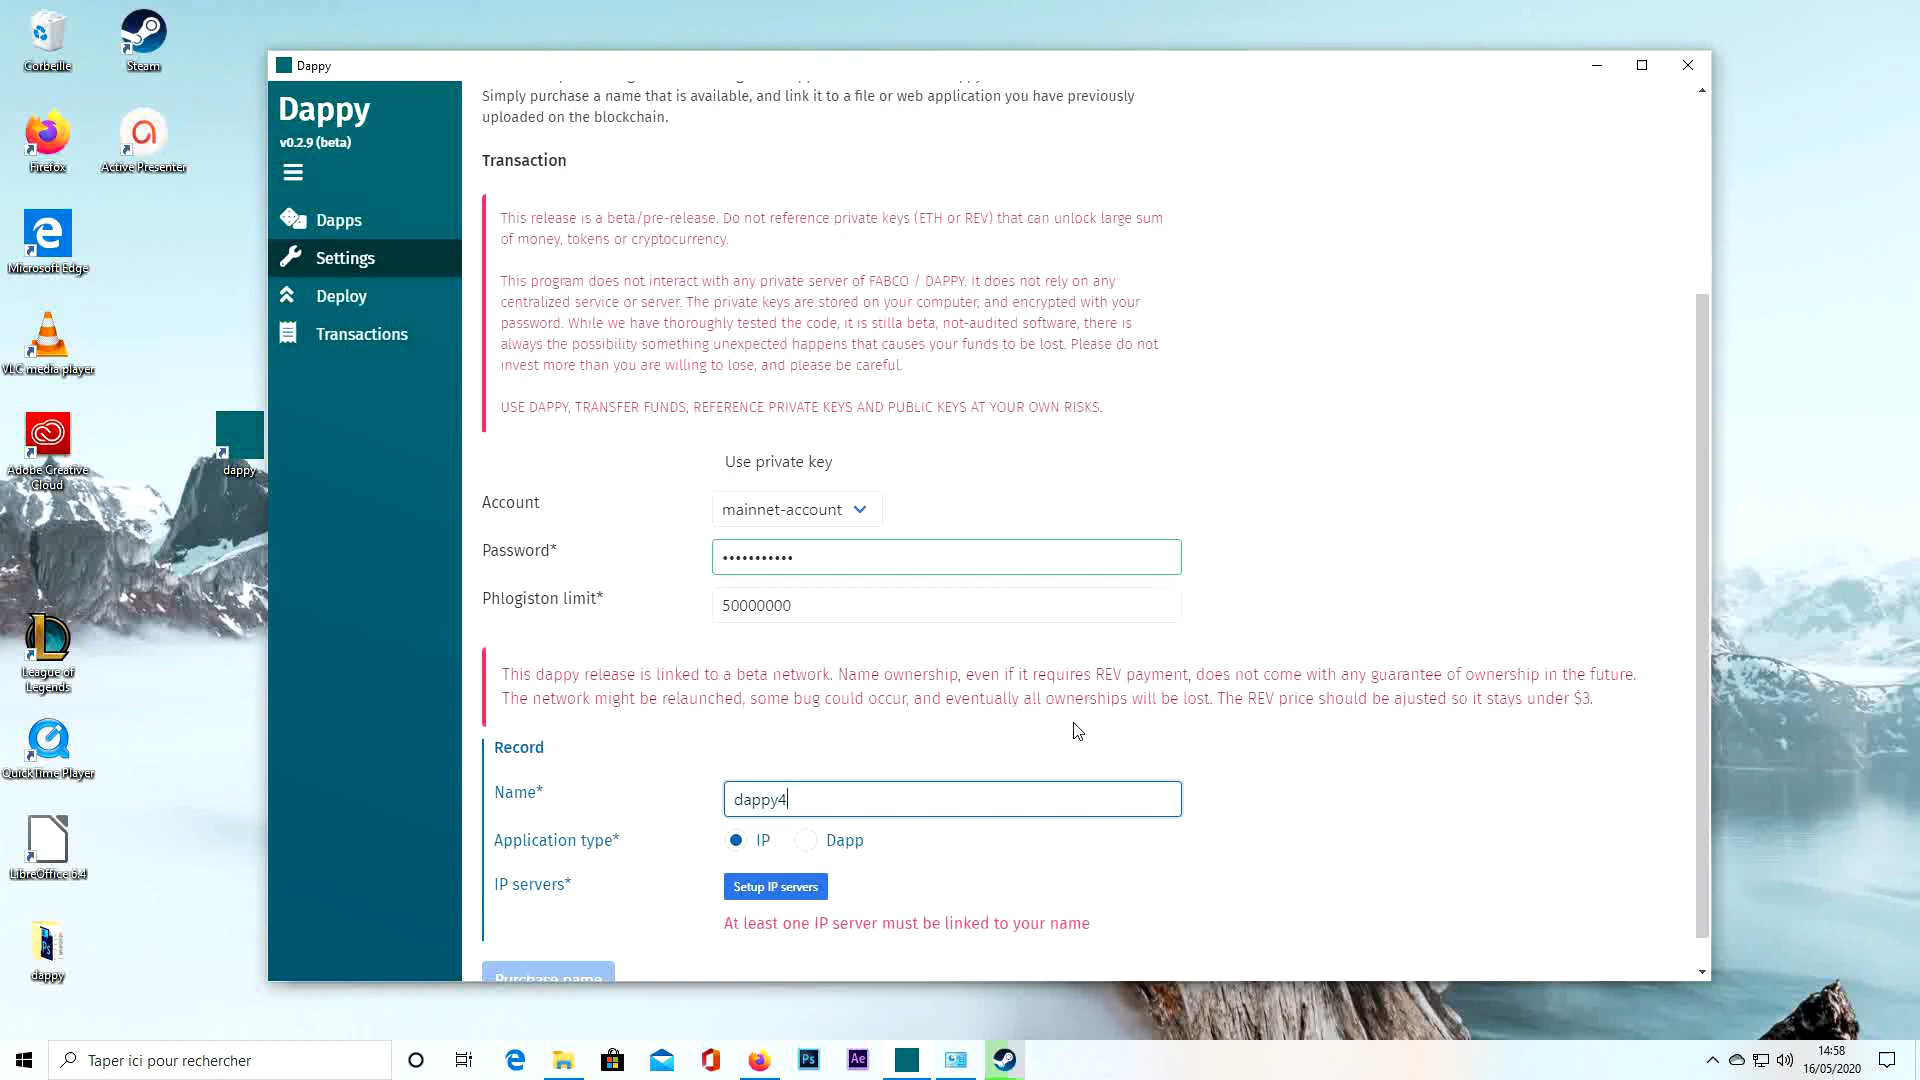 Corbeille
Steam
Firefox
Active Presenter
Microsoft Edge
VLC media player
Adobe Creative
Cloud
dappy
League of
Legends
QuickTime Player
LibreOffice 6.4
dappy
Dappy
Dappy
v0.2.9 (beta)
Dapps
Settings
Deploy
Transactions
Simply purchase a name that is available, and link it to a file or web application you have previously
uploaded on the blockchain.
Transaction
This release is a beta/pre-release. Do not reference private keys (ETH or REV) that can unlock large sum
of money, tokens or cryptocurrency.
This program does not interact with any private server of FABCO / DAPPY. It does not rely on any
centralized service or server. The private keys are stored on your computer, and encrypted with your
password. While we have thoroughly tested the code, it is stilla beta, not-audited software, there is
always the possibility something unexpected happens that causes your funds to be lost. Please do not
invest more than you are willing to lose, and please be careful.
USE DAPPY, TRANSFER FUNDS, REFERENCE PRIVATE KEYS AND PUBLIC KEYS AT YOUR OWN RISKS.
Use private key
Account
mainnet-account
Password*
•••••••••••
Phlogiston limit*
50000000
This dappy release is linked to a beta network. Name ownership, even if it requires REV payment, does not come with any guarantee of ownership in the future.
The network might be relaunched, some bug could occur, and eventually all ownerships will be lost. The REV price should be ajusted so it stays under $3.
Record
Name*
dappy4
Application type*
IP
Dapp
IP servers*
Setup IP servers
At least one IP server must be linked to your name
Purchase name
Taper ici pour rechercher
Ps
Ae
14:58
16/05/2020